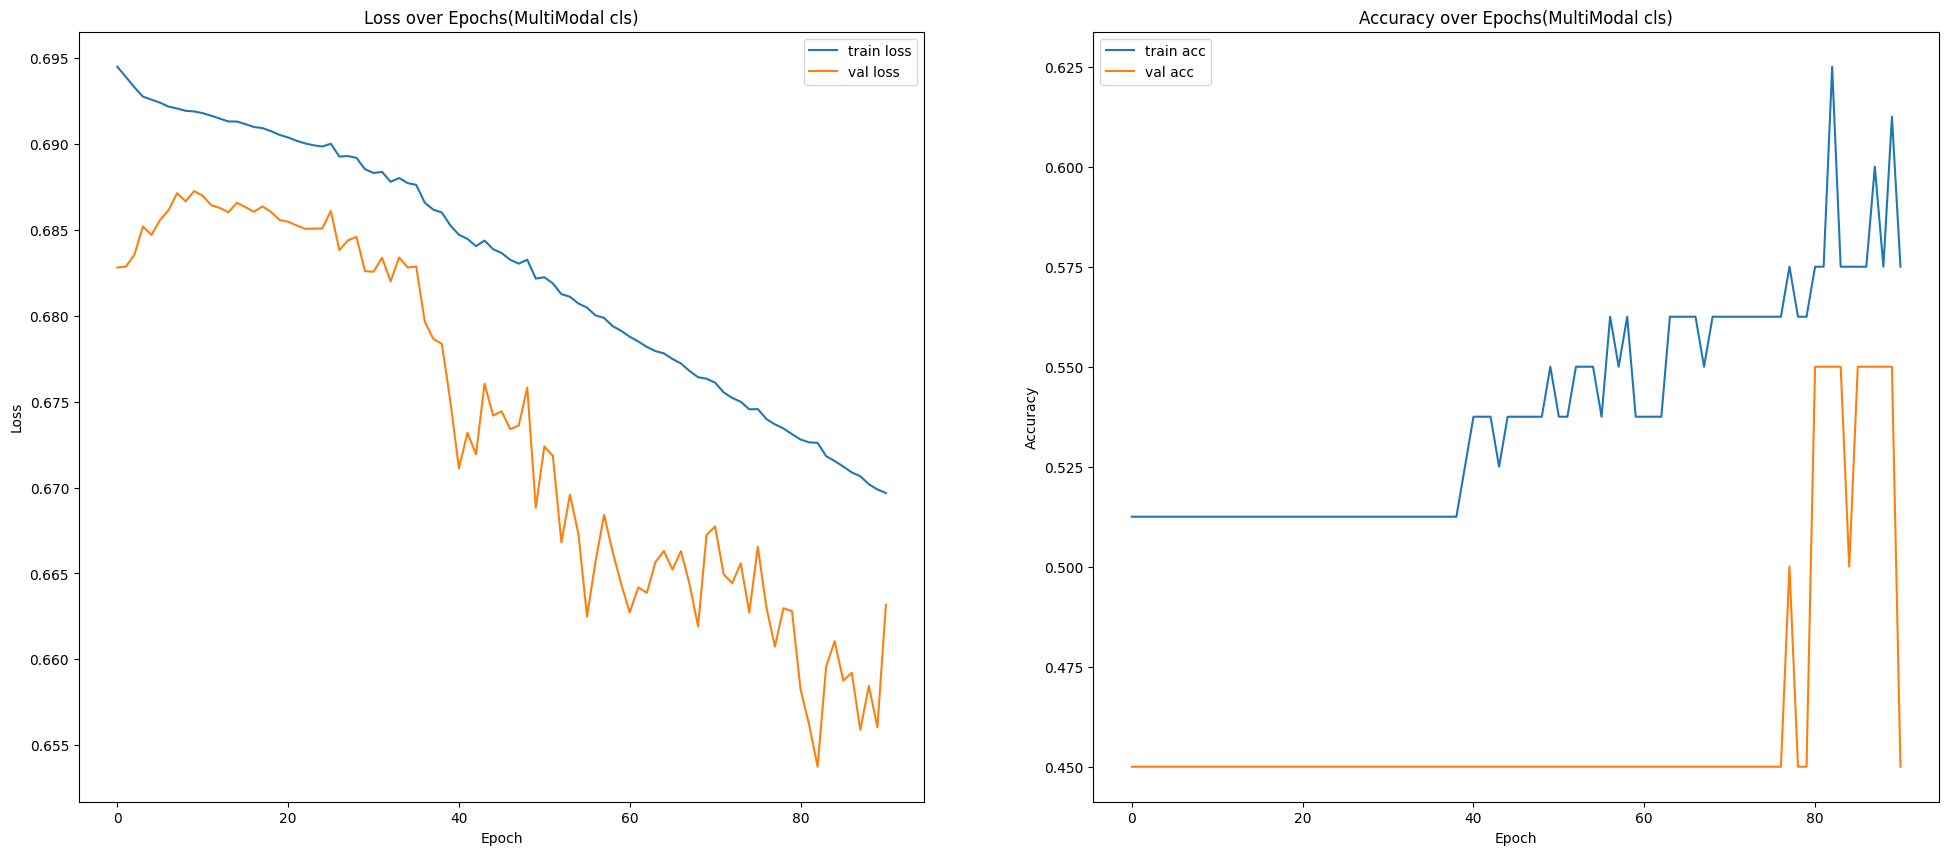 Loss over Epochs(MultiModal cls)
train loss
val loss
0.695
0.690
0.685
0.680
0.675
0.670
0.665
0.660
0.655
Loss
0
20
40
60
80
Epoch
Accuracy over Epochs(MultiModal cls)
train acc
val acc
0.625
0.600
0.575
0.550
0.525
0.500
0.475
0.450
Accuracy
0
20
40
60
80
Epoch